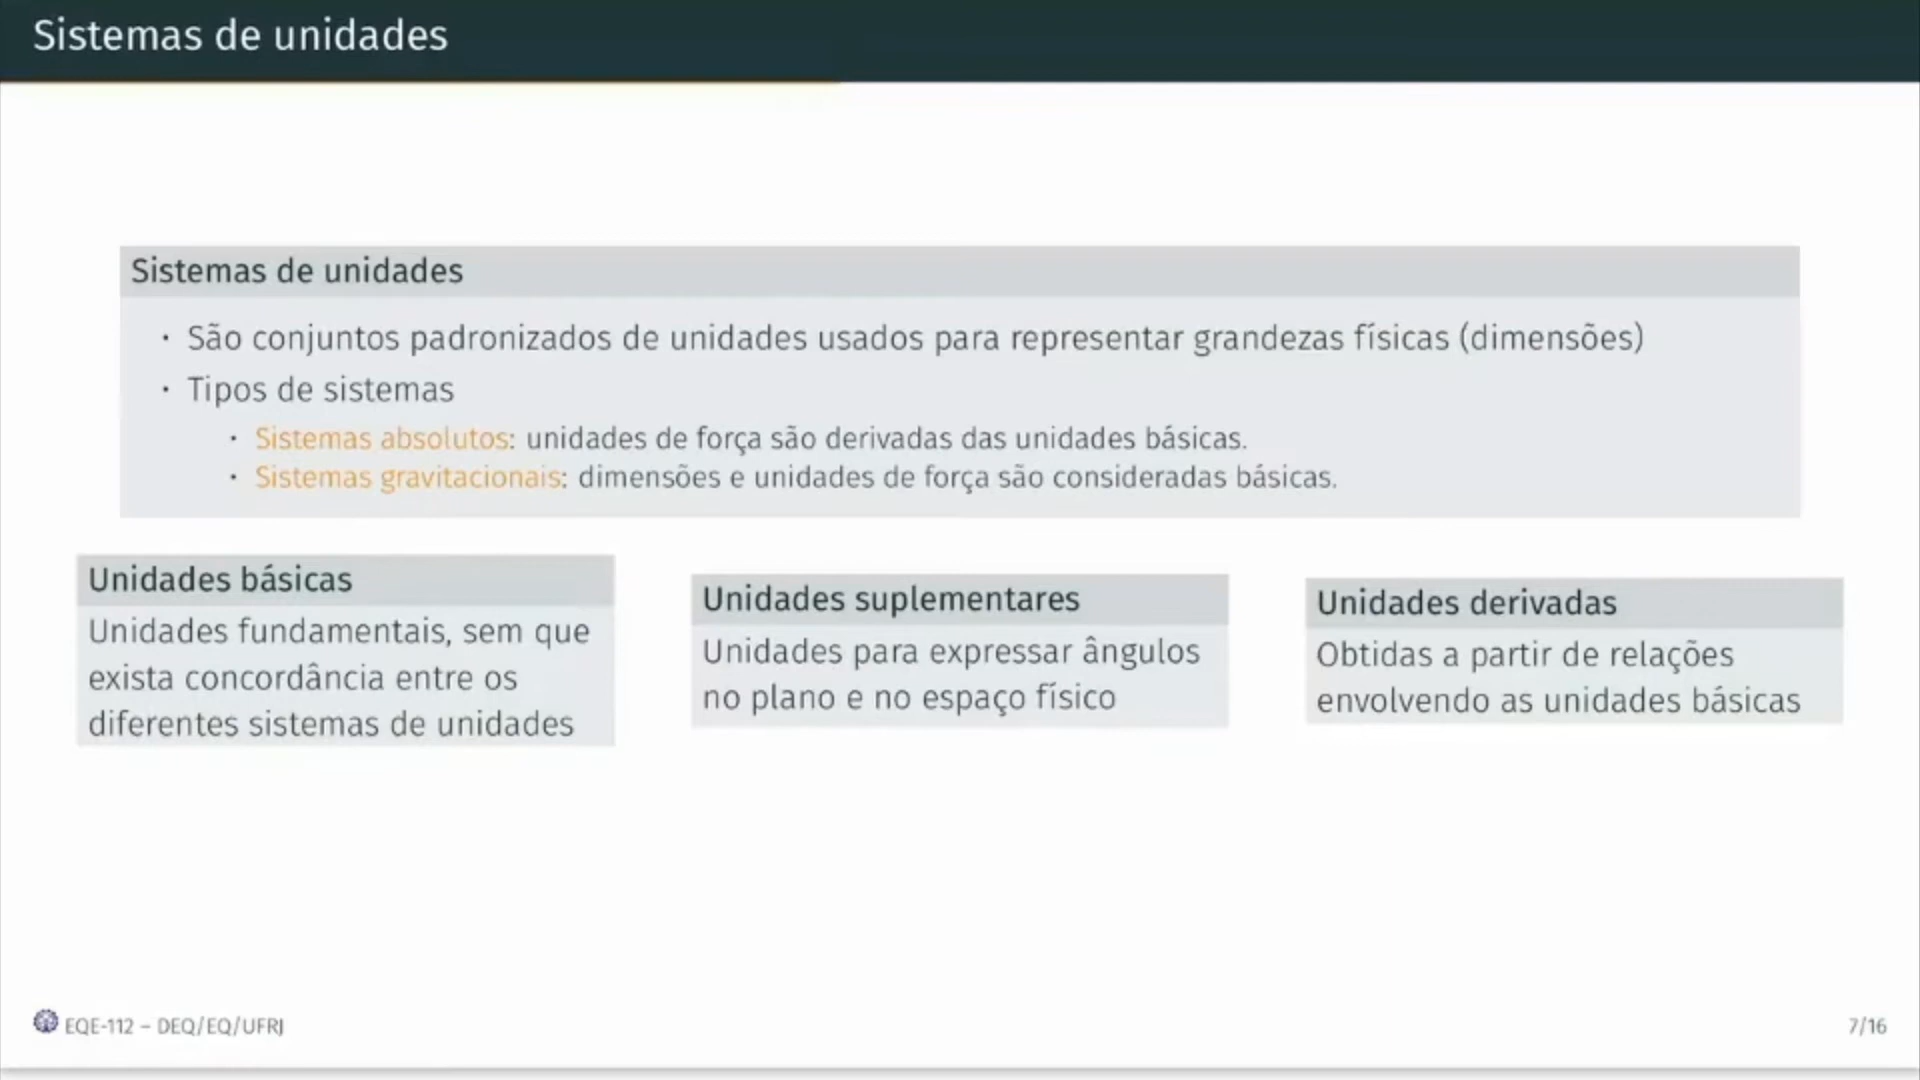 Sistemas de unidades
Sistemas de unidades
· São conjuntos padronizados de unidades usados para representar grandezas físicas (dimensões)
· Tipos de sistemas
· Sistemas absolutos: unidades de força são derivadas das unidades básicas.
· Sistemas gravitacionais: dimensões e unidades de força são consideradas básicas.
Unidades básicas
Unidades fundamentais, sem que
exista concordância entre os
diferentes sistemas de unidades
Unidades suplementares
Unidades para expressar ângulos
no plano e no espaço físico
Unidades derivadas
Obtidas a partir de relações
envolvendo as unidades básicas
EQE-112 – DEQ/EQ/UFRJ
7/16